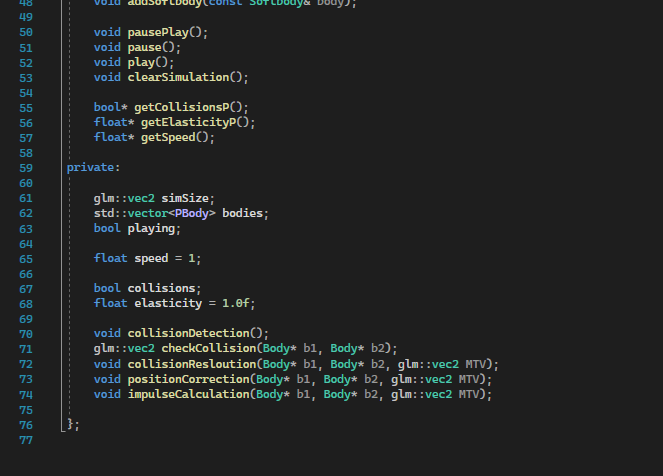 48 void addSoftBody(const SoftBody& body);
49
50 void pausePlay();
51 void pause();
52 void play();
53 void clearSimulation();
54
55 bool* getCollisionsP();
56 float* getElasticityP();
57 float* getSpeed();
58
59 private:
60
61 glm::vec2 simSize;
62 std::vector<PBody> bodies;
63 bool playing;
64
65 float speed = 1;
66
67 bool collisions;
68 float elasticity = 1.0f;
69
70 void collisionDetection();
71 glm::vec2 checkCollision(Body* b1, Body* b2);
72 void collisionResloution(Body* b1, Body* b2, glm::vec2 MTV);
73 void positionCorrection(Body* b1, Body* b2, glm::vec2 MTV);
74 void impulseCalculation(Body* b1, Body* b2, glm::vec2 MTV);
75
76 };
77